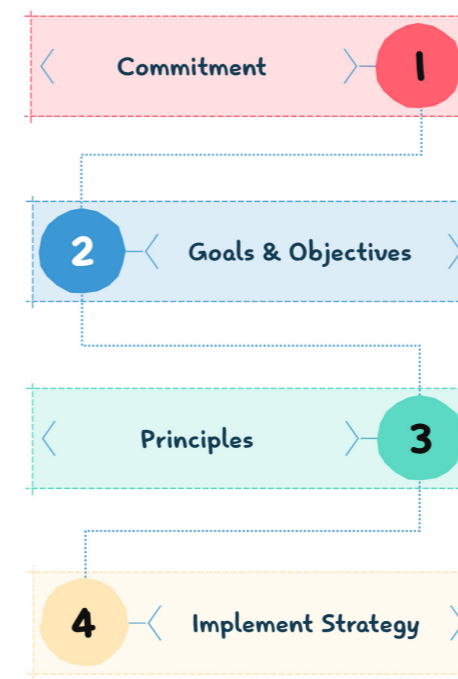 Commitment 1
2 Goals & Objectives
Principles 3
4 Implement Strategy